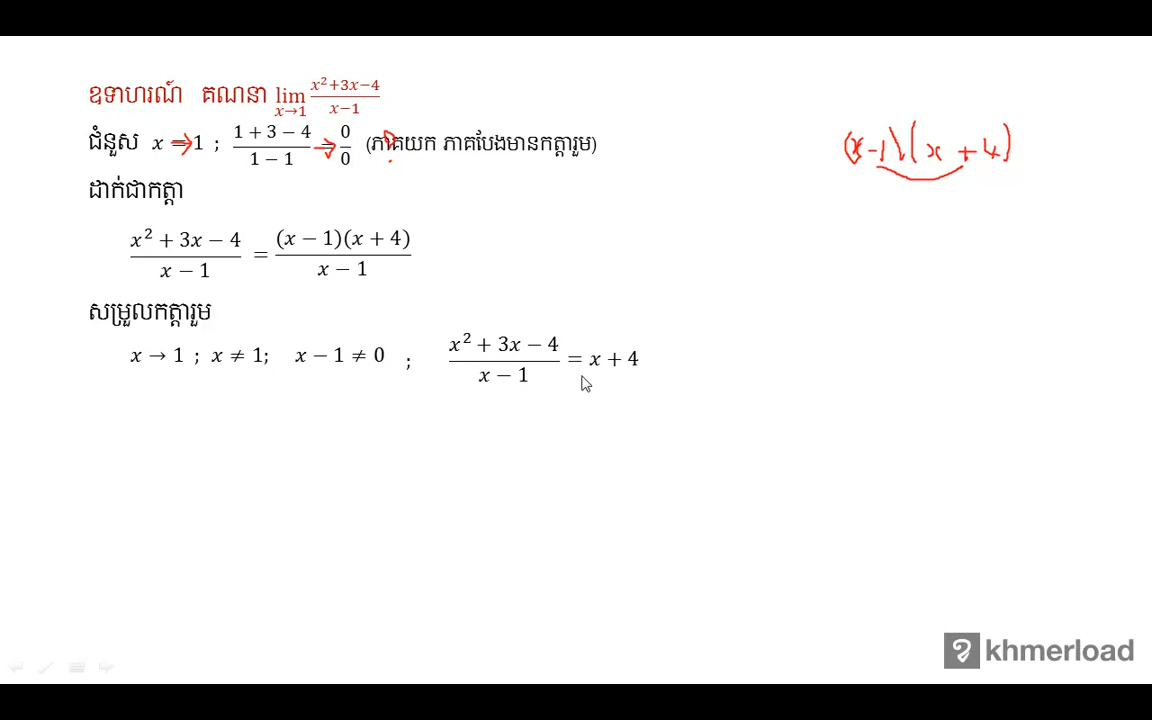 ឧទាហរណ៍ គណនា lim x→1 x²+3x−4 / x−1
ជំនួស x = 1 ; 1 + 3 − 4 / 1 − 1 = 0 / 0 (ភាគយក ភាគបែងមានកត្តារួម)
(x − 1)(x + 4)
ដាក់ជាកត្តា
x² + 3x − 4 / x − 1 = (x − 1)(x + 4) / x − 1
សម្រួលកត្តារួម
x → 1 ; x ≠ 1; x − 1 ≠ 0 ; x² + 3x − 4 / x − 1 = x + 4
khmerload